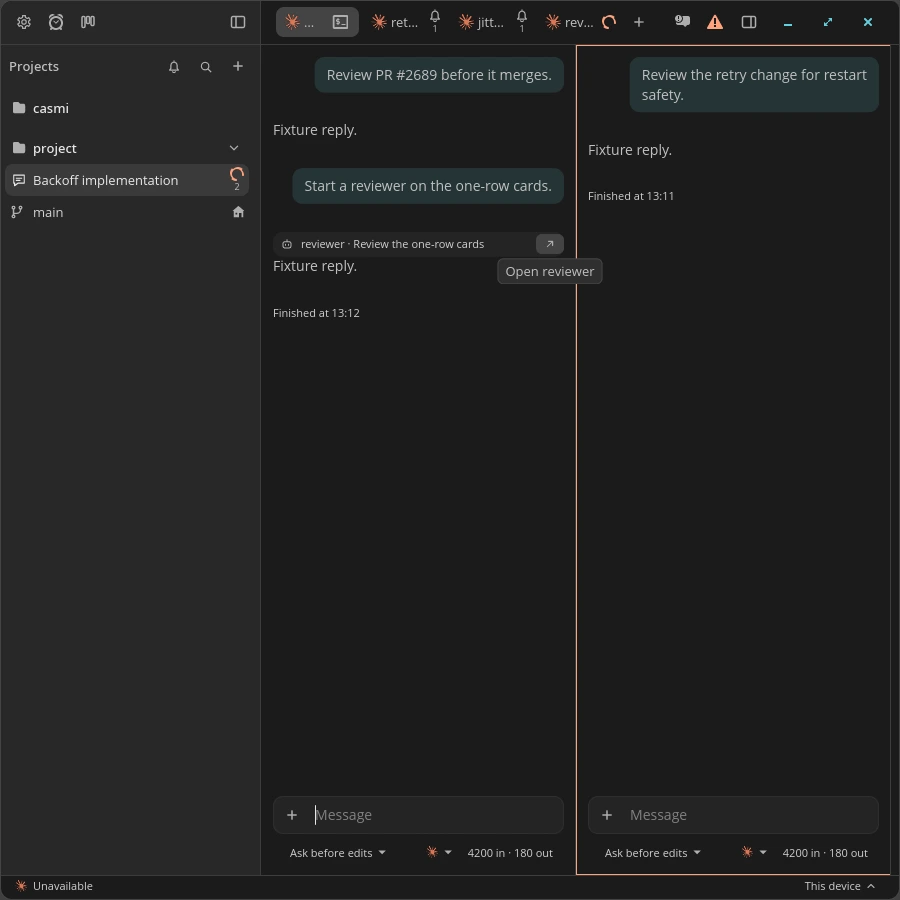 ...
ret...
1
jitt...
1
rev...
Projects
casmi
project
Backoff implementation
2
main
Review PR #2689 before it merges.
Fixture reply.
Start a reviewer on the one-row cards.
reviewer · Review the one-row cards
Open reviewer
Fixture reply.
Finished at 13:12
Message
Ask before edits
4200 in · 180 out
Review the retry change for restart
safety.
Fixture reply.
Finished at 13:11
Message
Ask before edits
4200 in · 180 out
Unavailable
This device